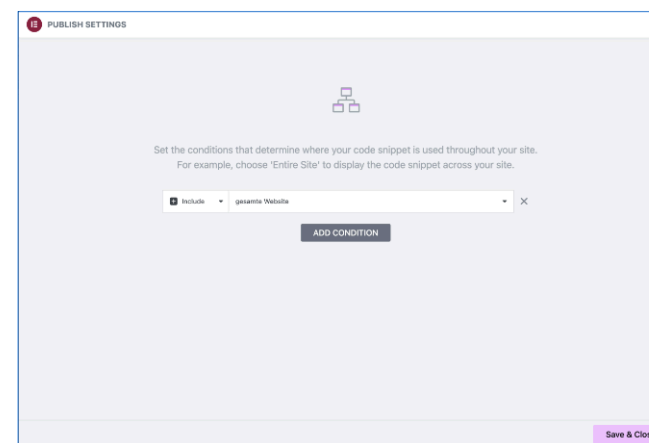 PUBLISH SETTINGS
Set the conditions that determine where your code snippet is used throughout your site.
For example, choose 'Entire Site' to display the code snippet across your site.
Include gesamte Website
ADD CONDITION
Save & Clos